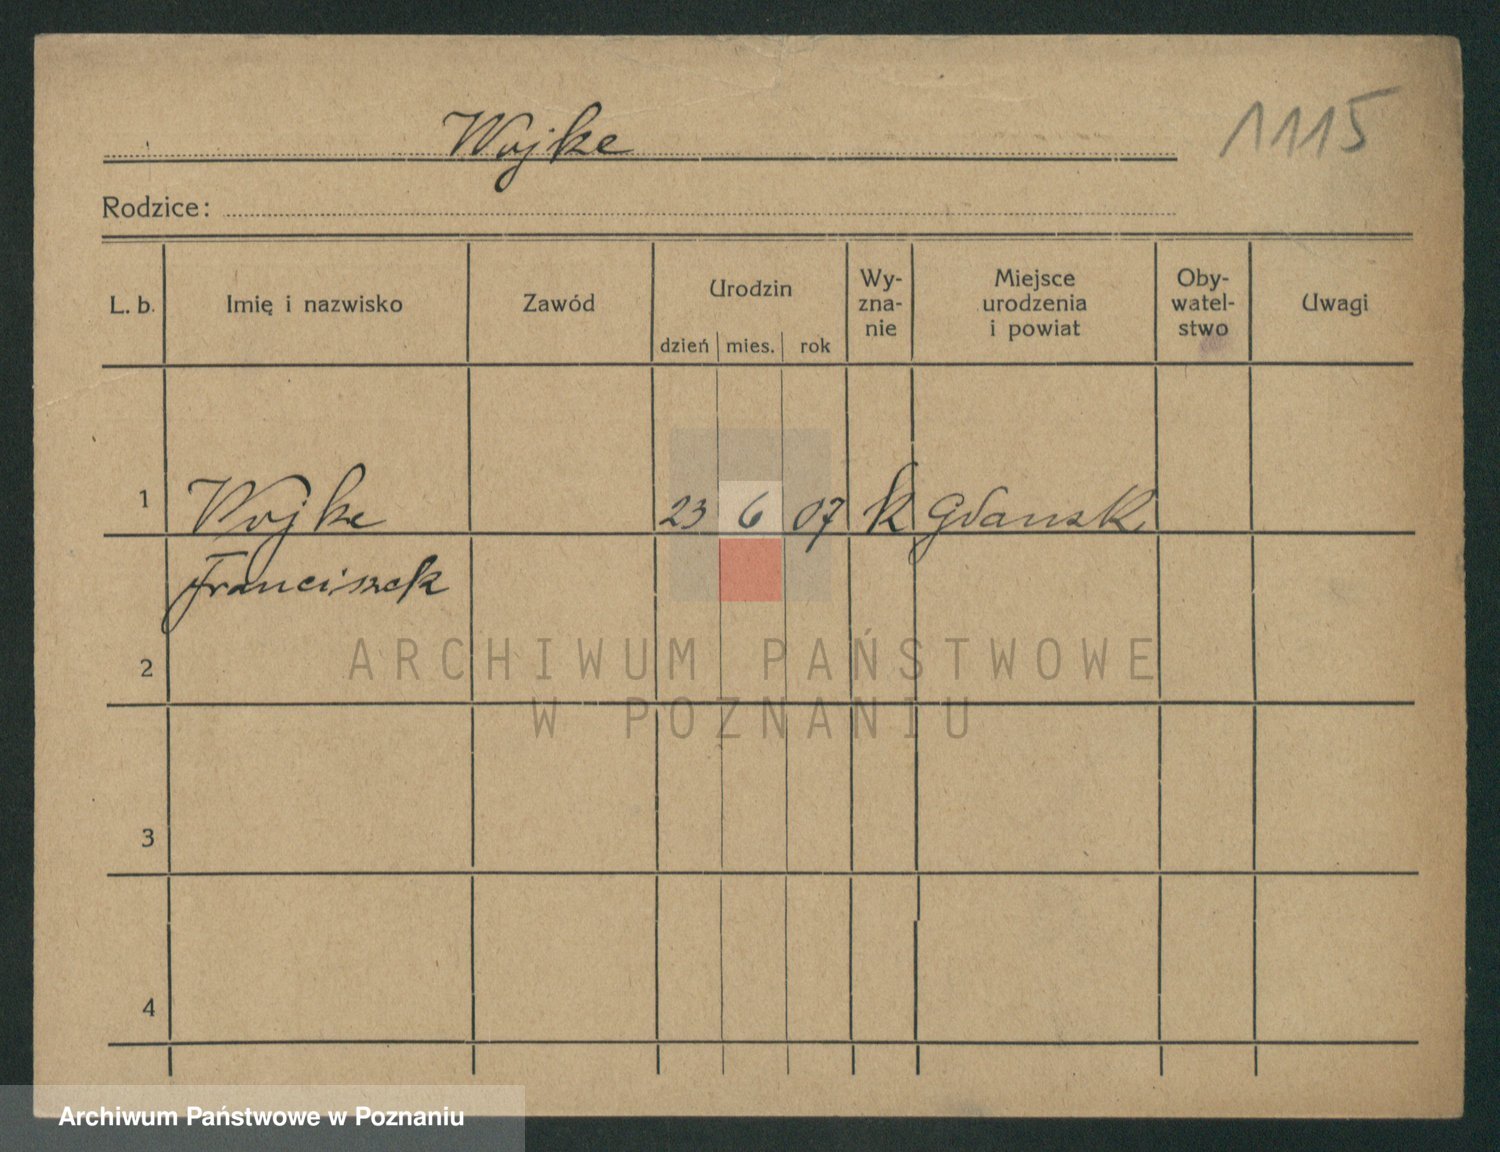 Wojke
1115
Rodzice:
L. b. Imię i nazwisko Zawód Urodzin dzień mies. rok Wy-zna-nie Miejsce urodzenia i powiat Oby-watel-stwo Uwagi
1 Wojke 23 6 07 k Gdansk
Franciszek
2
ARCHIWUM PAŃSTWOWE
W POZNANIU
3
4
Archiwum Państwowe w Poznaniu